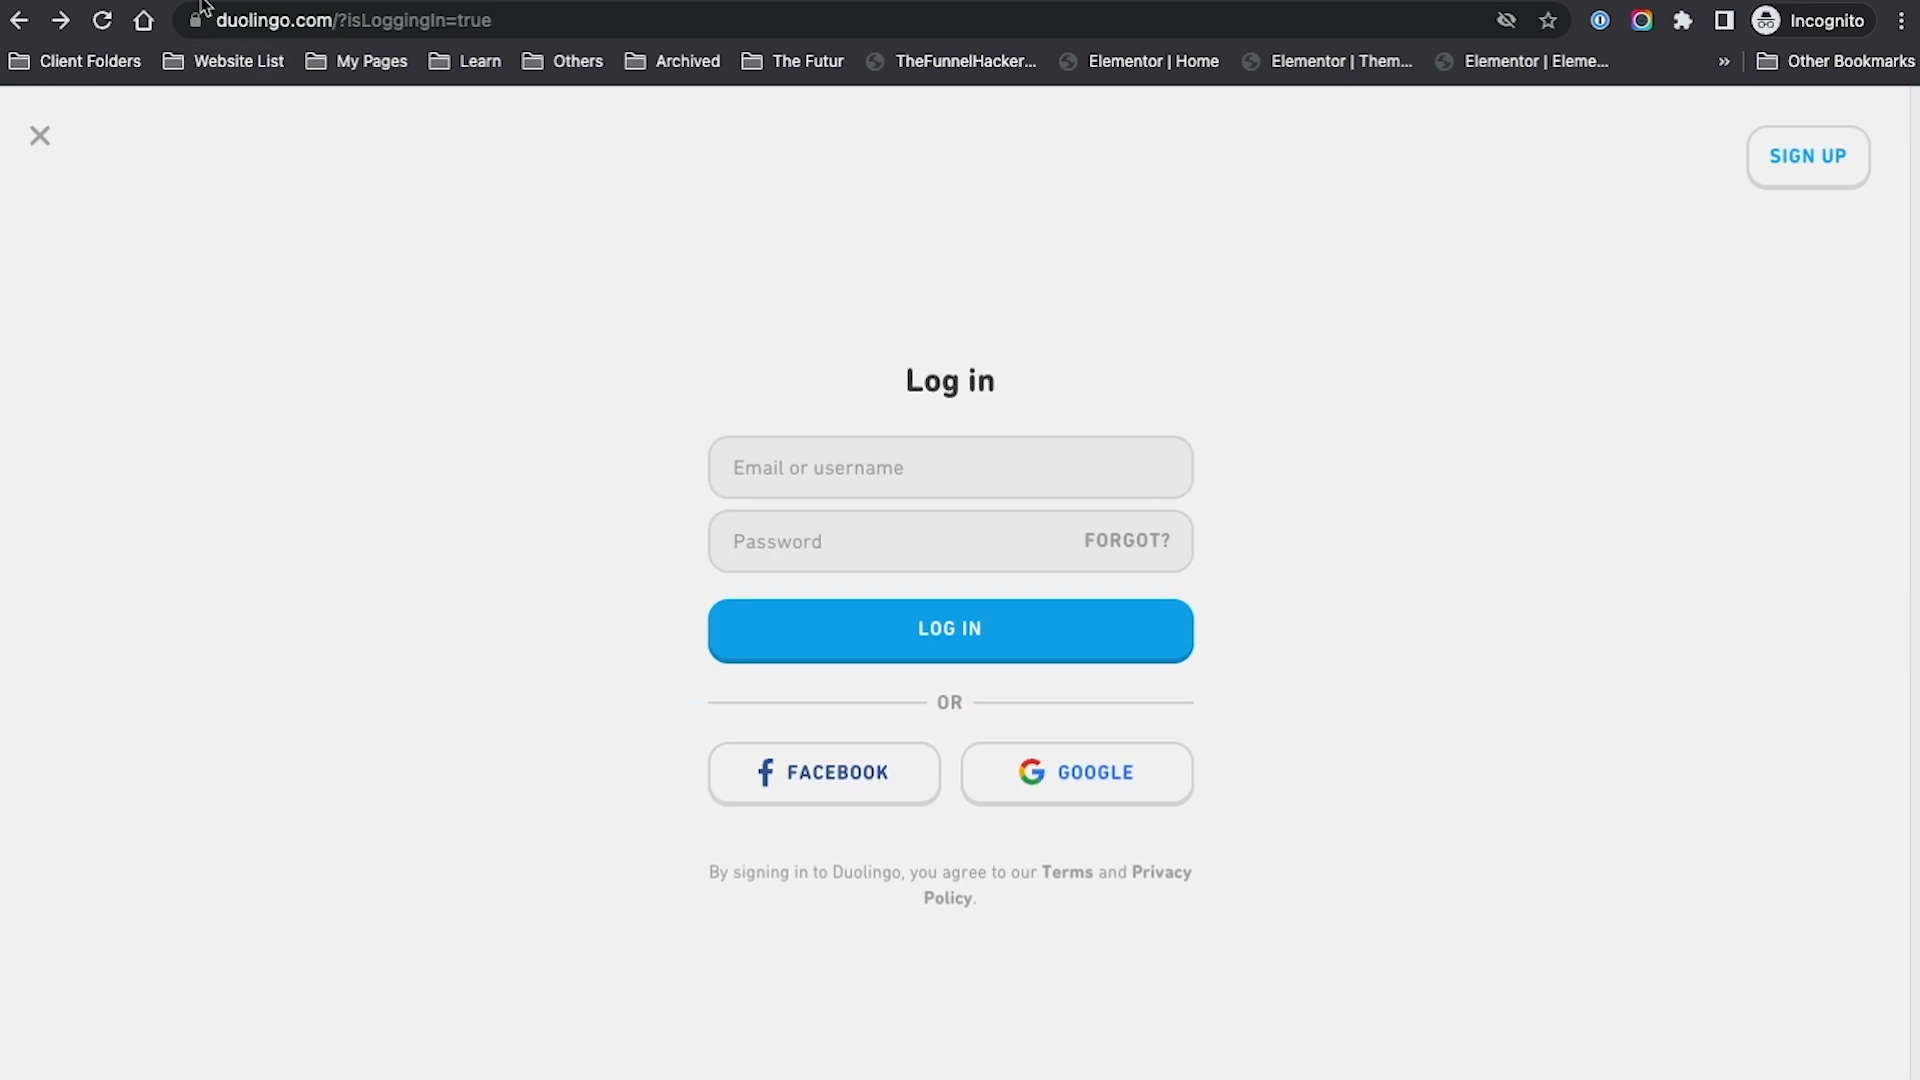 duolingo.com/?isLoggingIn=true
Incognito
Client Folders
Website List
My Pages
Learn
Others
Archived
The Futur
TheFunnelHacker...
Elementor | Home
Elementor | Them...
Elementor | Eleme...
»
Other Bookmarks
SIGN UP
Log in
Email or username
Password
FORGOT?
LOG IN
OR
FACEBOOK
GOOGLE
By signing in to Duolingo, you agree to our Terms and Privacy
Policy.